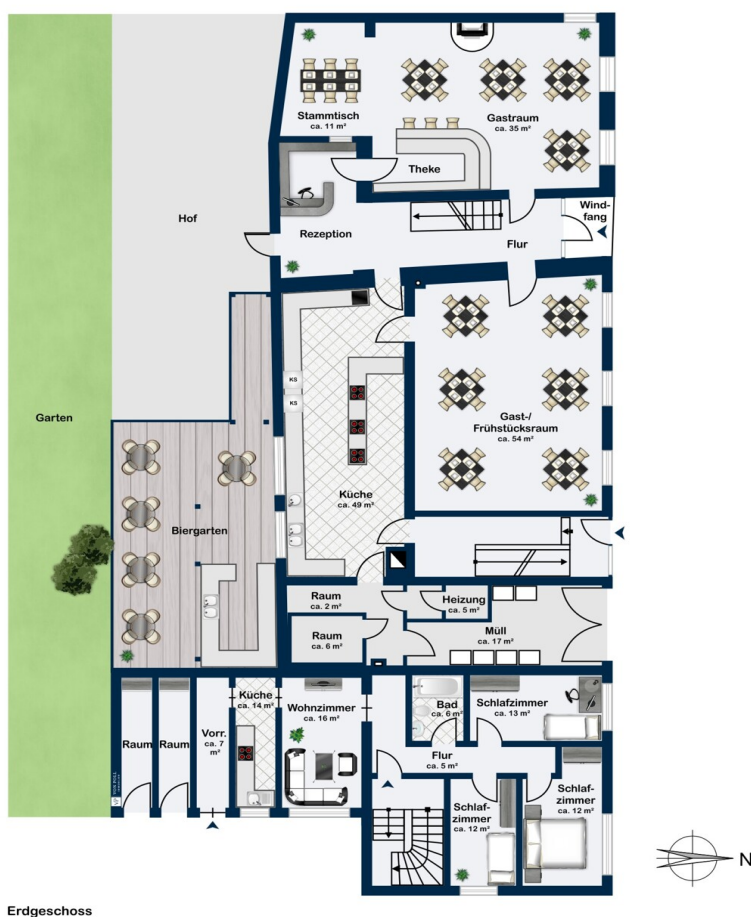 Stammtisch
ca. 11 m²
Gastraum
ca. 35 m²
Theke
Hof
Rezeption
Flur
Wind-
fang
Garten
KS
KS
Gast-/
Frühstücksraum
ca. 54 m²
Küche
ca. 49 m²
Biergarten
Raum
ca. 2 m²
Heizung
ca. 5 m²
Raum
ca. 6 m²
Müll
ca. 17 m²
Küche
ca. 14 m²
Wohnzimmer
ca. 16 m²
Bad
ca. 6 m²
Schlafzimmer
ca. 13 m²
Raum
Raum
Vorr.
ca. 7
m²
Flur
ca. 5 m²
Schlaf-
zimmer
ca. 12 m²
Schlaf-
zimmer
ca. 12 m²
N
Erdgeschoss